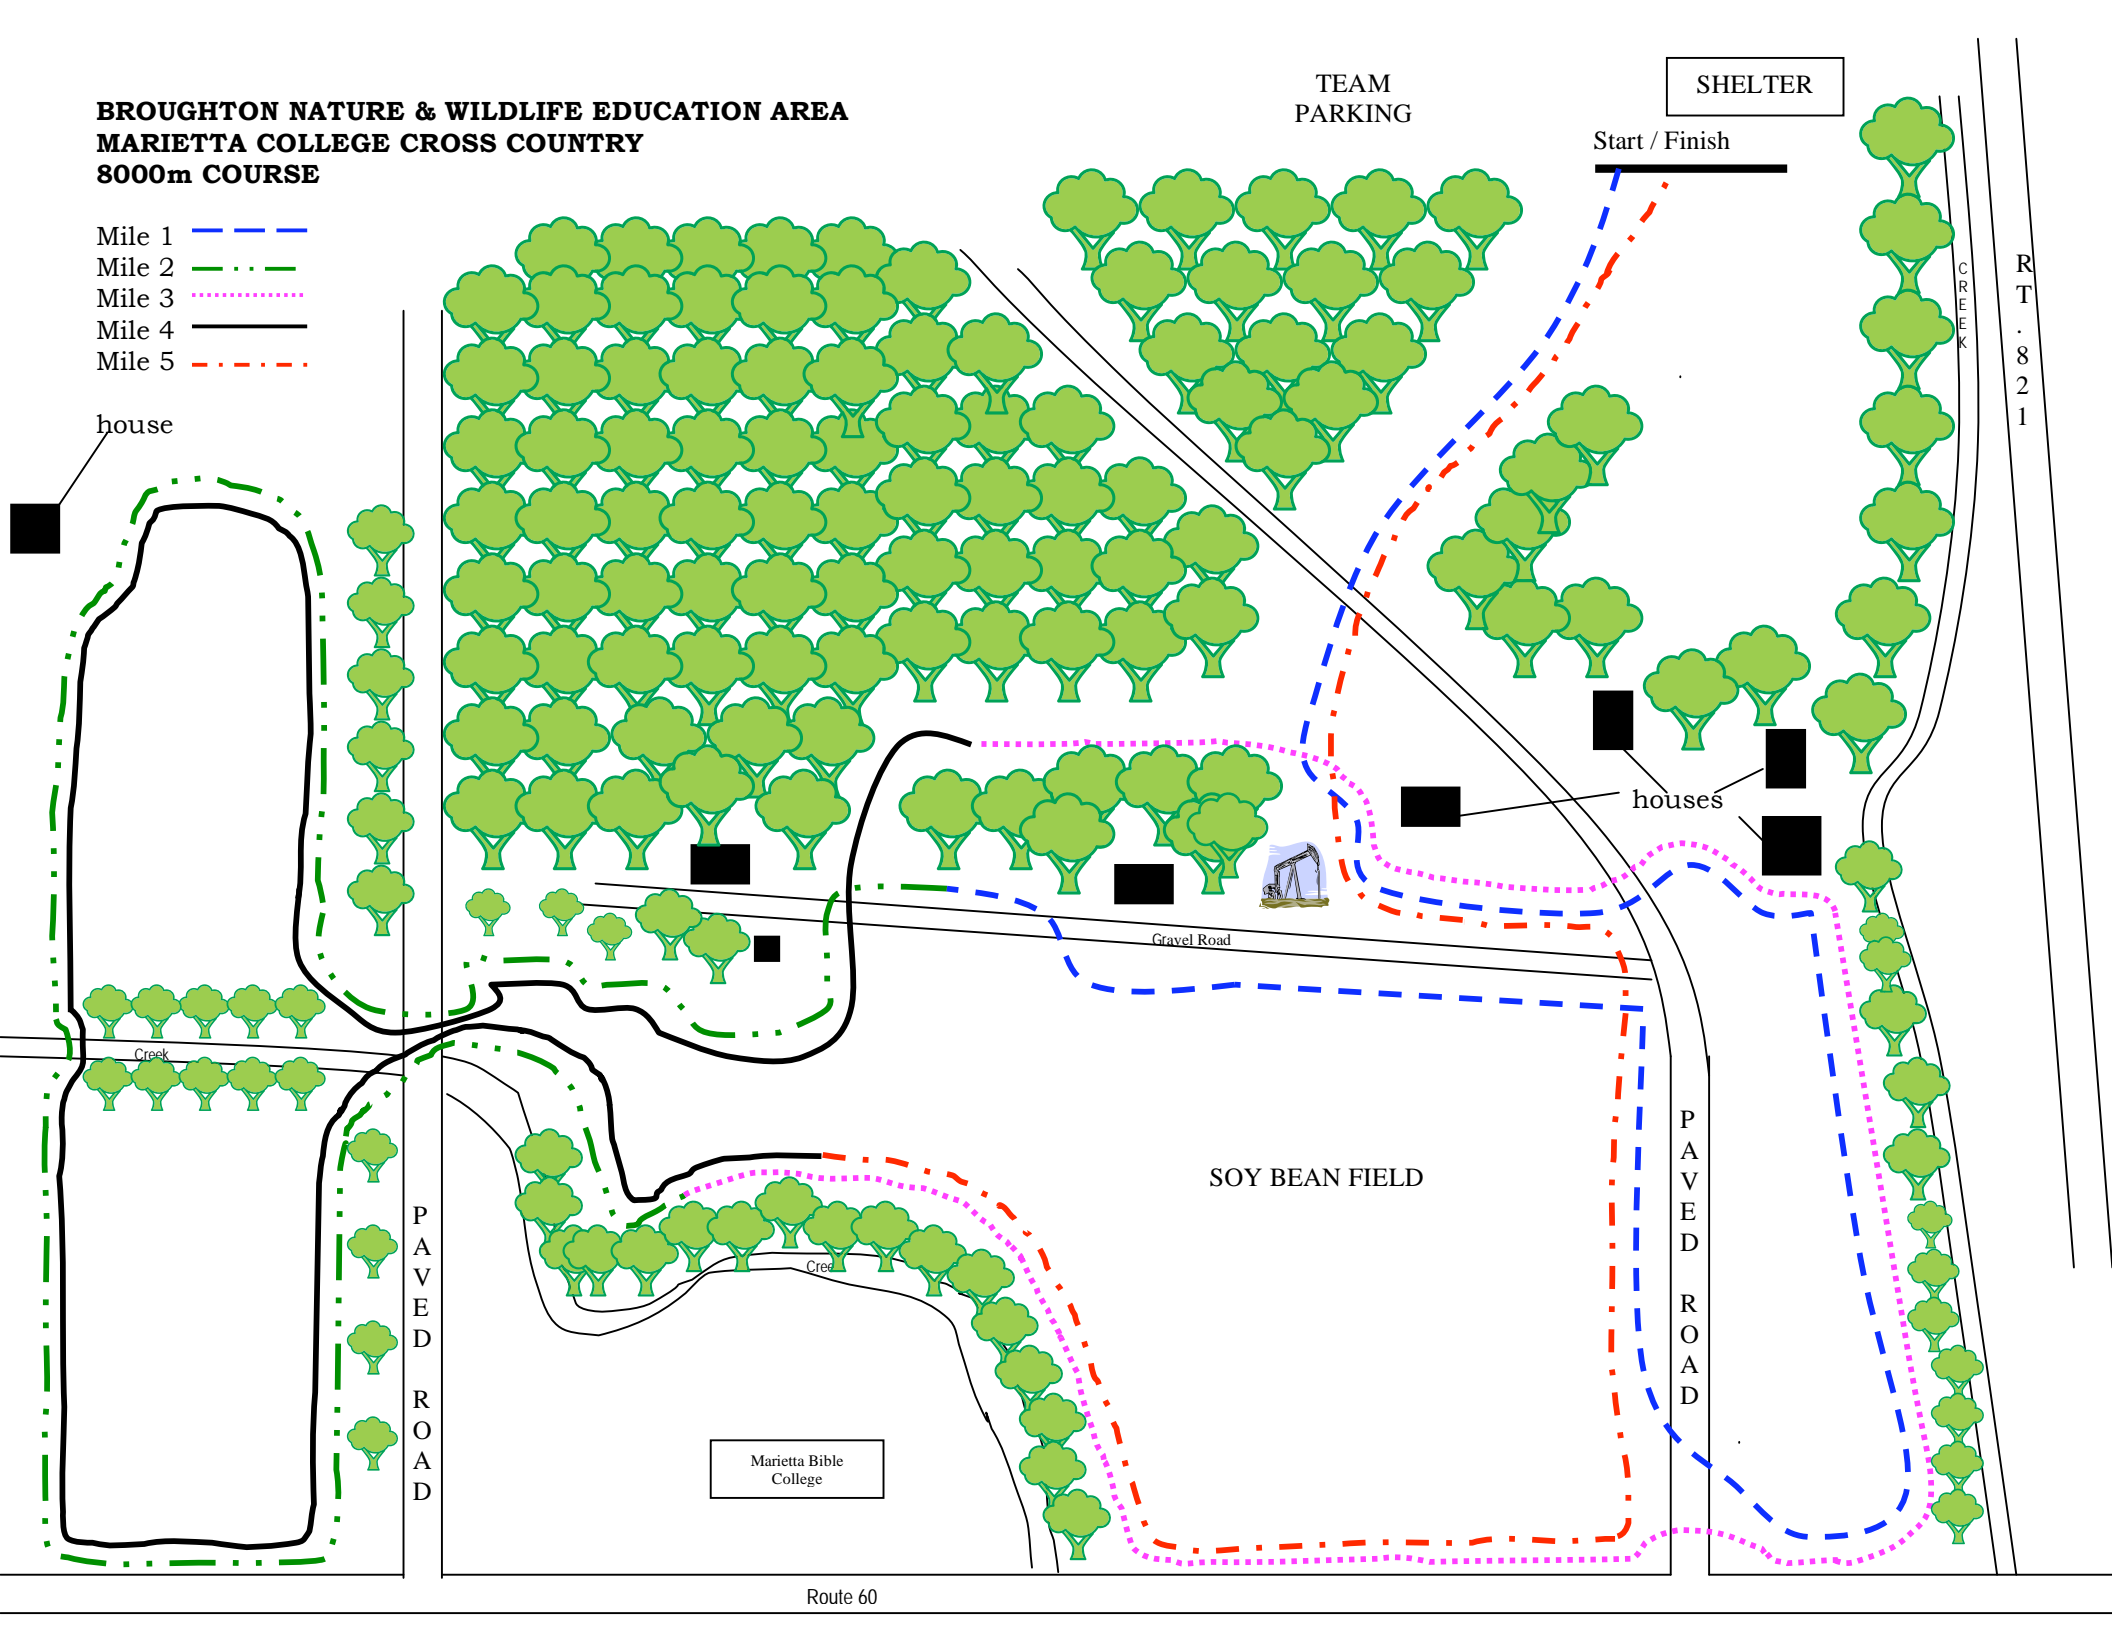 BROUGHTON NATURE & WILDLIFE EDUCATION AREA
MARIETTA COLLEGE CROSS COUNTRY
8000m COURSE
Mile 1
Mile 2
Mile 3
Mile 4
Mile 5
house
TEAM
PARKING
SHELTER
Start / Finish
CREEK
RT.821
houses
Gravel Road
Creek
SOY BEAN FIELD
PAVED ROAD
PAVED ROAD
Cree
Marietta Bible
College
Route 60